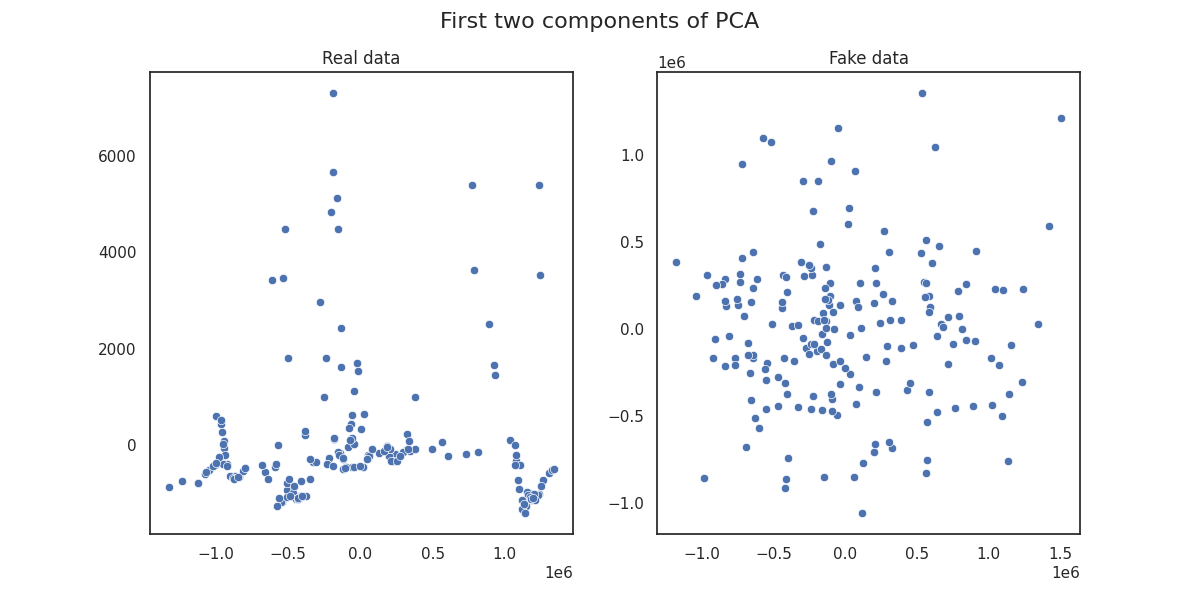 First two components of PCA
Real data
6000
4000
2000
0
−1.0 −0.5 0.0 0.5 1.0
1e6
Fake data
1e6
1.0
0.5
0.0
−0.5
−1.0
−1.0 −0.5 0.0 0.5 1.0 1.5
1e6